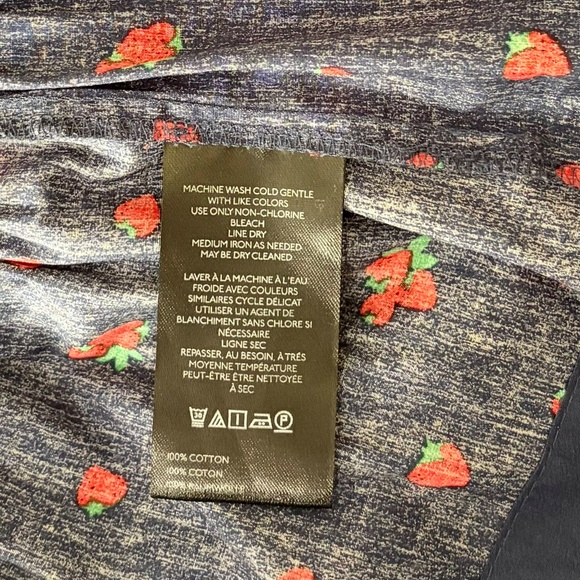 MACHINE WASH COLD GENTLE
WITH LIKE COLORS
USE ONLY NON-CHLORINE
BLEACH
LINE DRY
MEDIUM IRON AS NEEDED
MAY BE DRY CLEANED
LAVER À LA MACHINE À L'EAU
FROIDE AVEC COULEURS
SIMILAIRES CYCLE DÉLICAT
UTILISER UN AGENT DE
BLANCHIMENT SANS CHLORE SI
NÉCESSAIRE
LIGNE SEC
REPASSER, AU BESOIN, À TRÉS
MOYENNE TEMPÉRATURE
PEUT-ÊTRE ÊTRE NETTOYÉE
À SEC
30 P
100% COTTON
100% COTON
100%